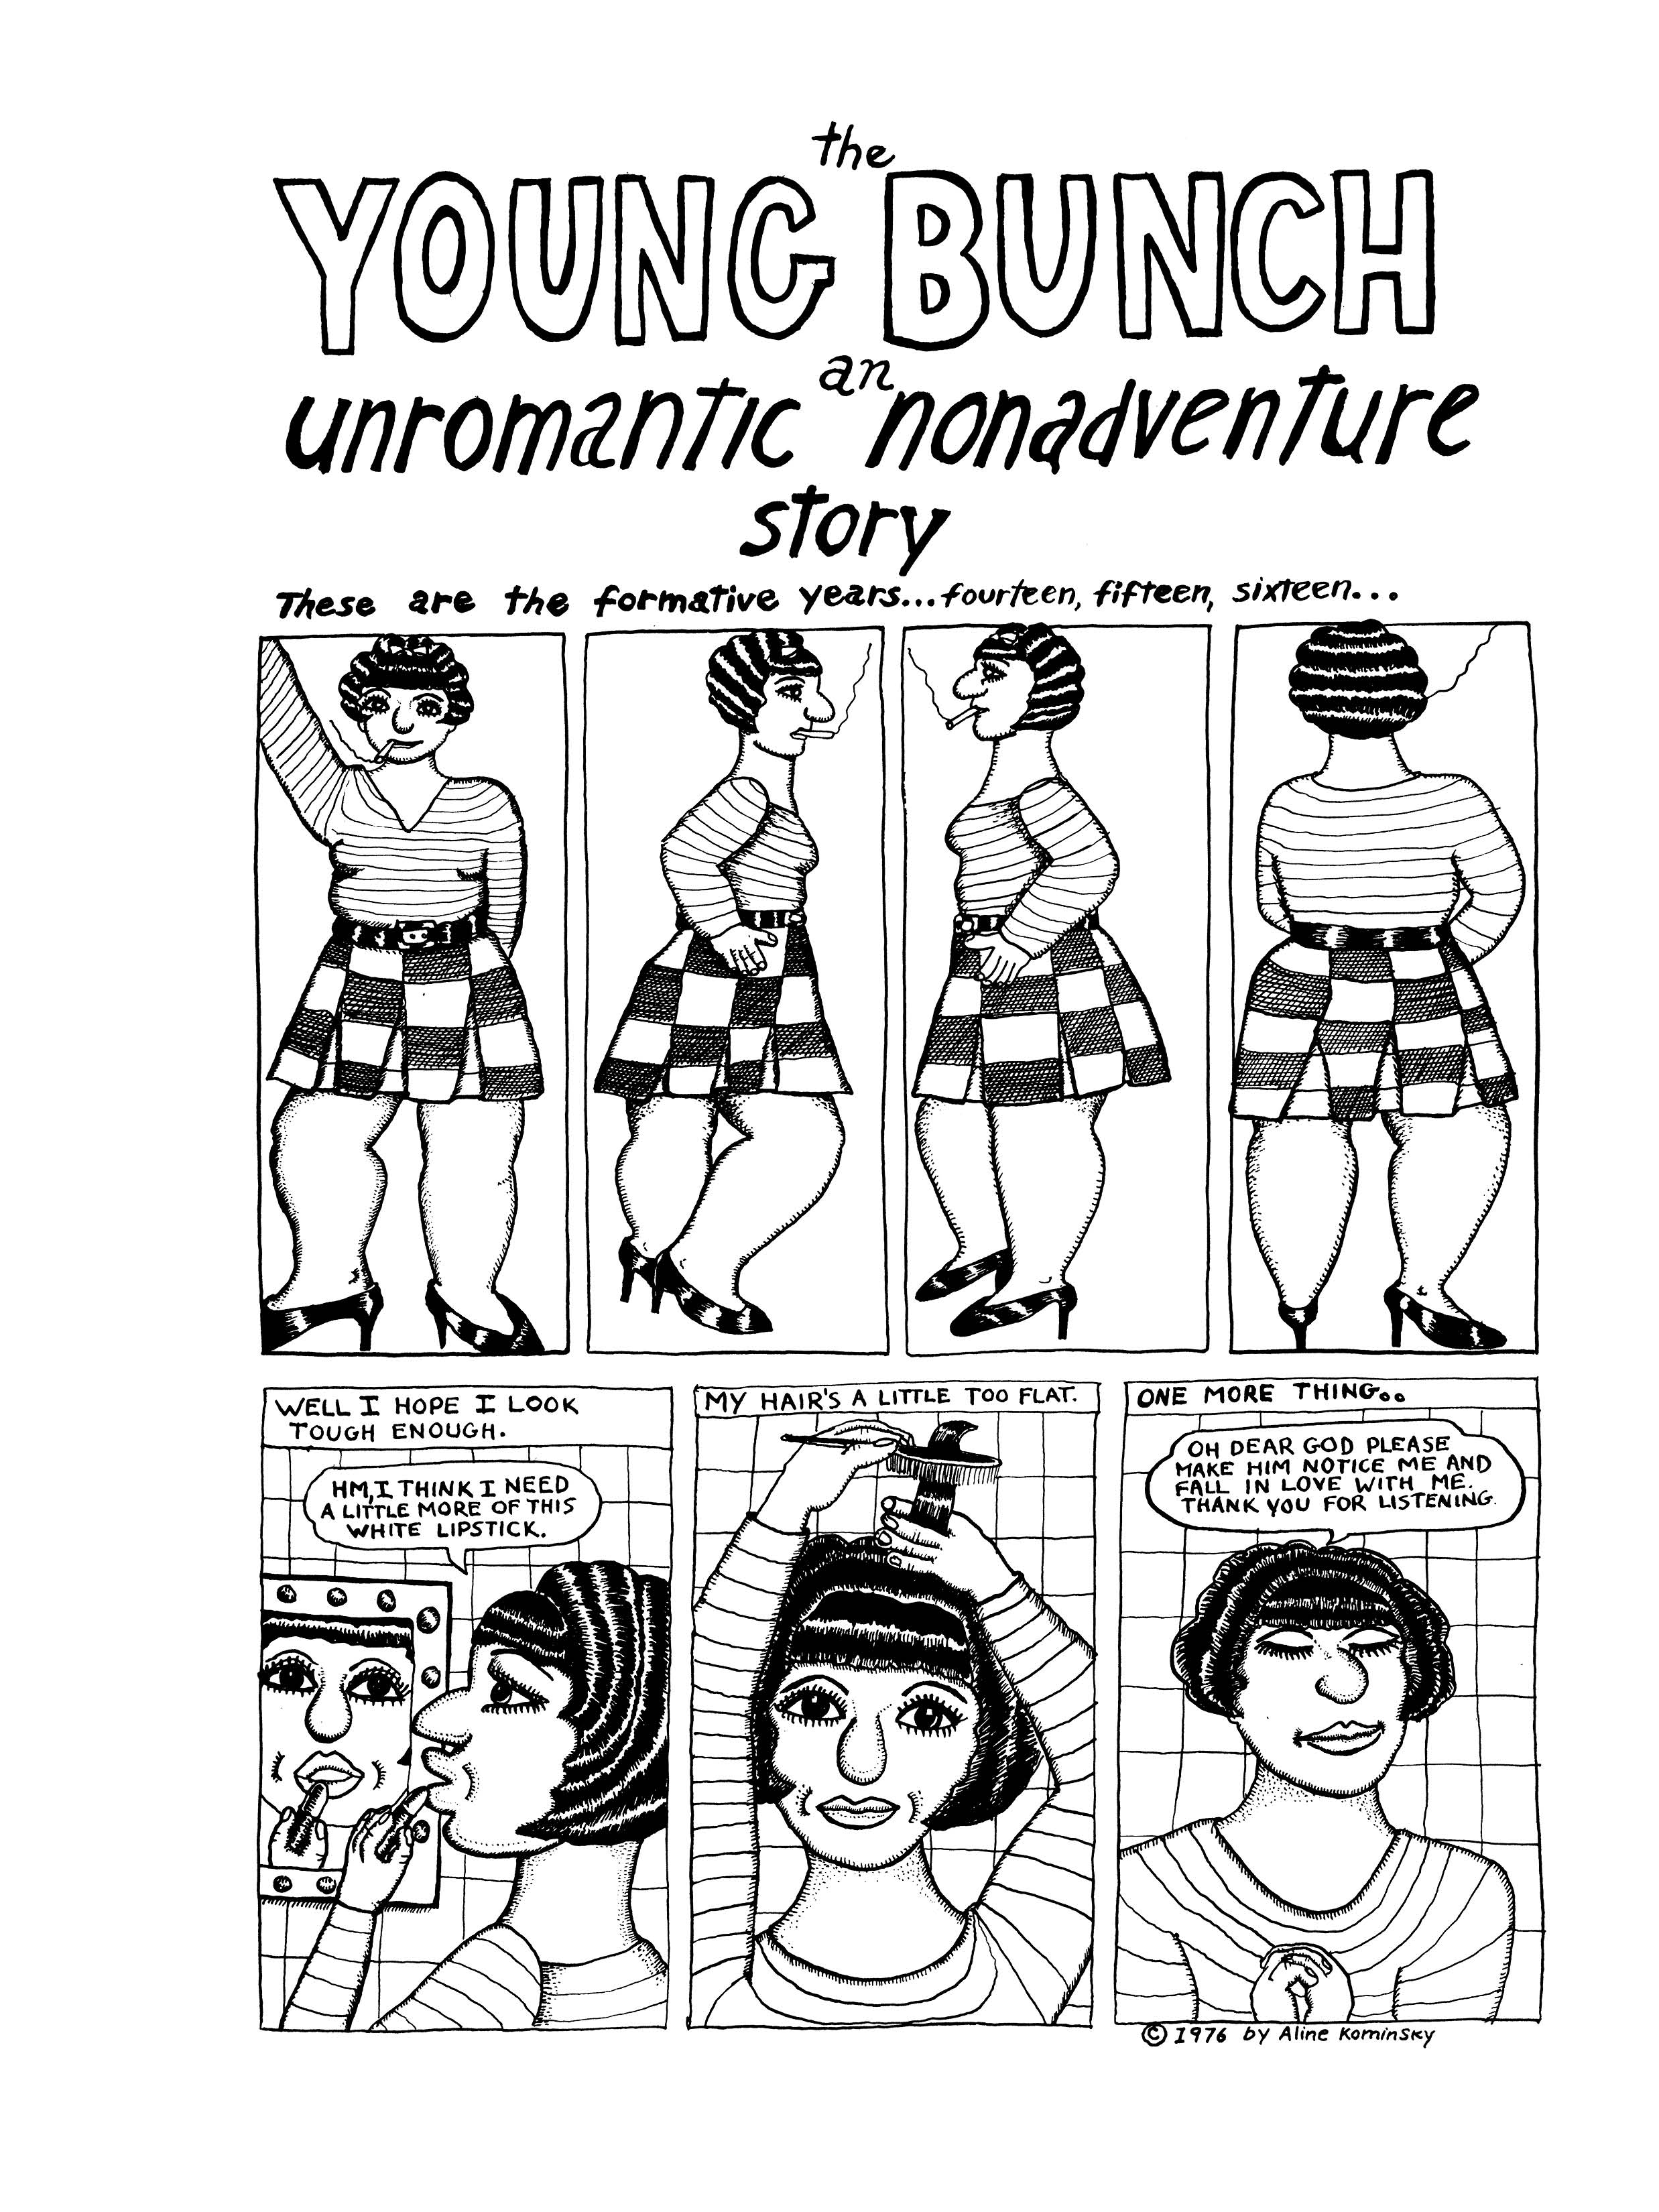 the
YOUNG BUNCH
an
unromantic nonadventure
story
These are the formative years...fourteen, fifteen, sixteen...
WELL I HOPE I LOOK
TOUGH ENOUGH.
HM, I THINK I NEED
A LITTLE MORE OF THIS
WHITE LIPSTICK.
MY HAIR'S A LITTLE TOO FLAT.
ONE MORE THING..
OH DEAR GOD PLEASE
MAKE HIM NOTICE ME AND
FALL IN LOVE WITH ME.
THANK YOU FOR LISTENING.
© 1976 by Aline Kominsky